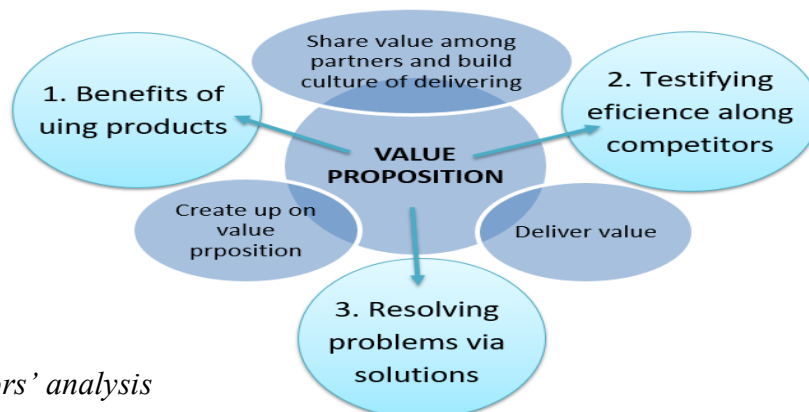 Share value among
partners and build
culture of delivering
1. Benefits of
uing products
2. Testifying
eficience along
competitors
VALUE
PROPOSITION
Create up on
value
prposition
Deliver value
3. Resolving
problems via
solutions
ors’ analysis